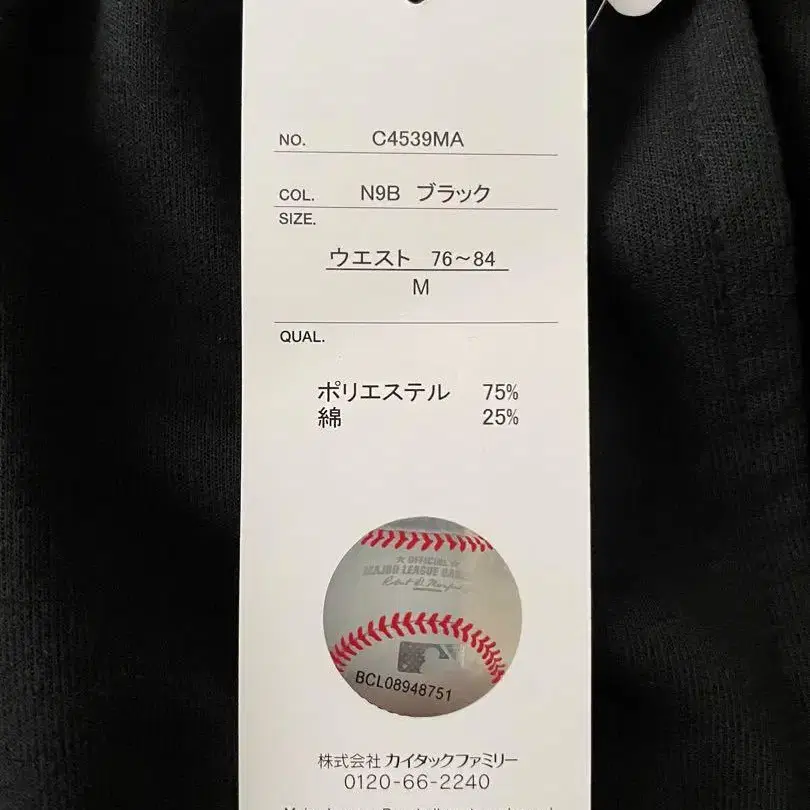 NO. C4539MA
COL. N9B ブラック
SIZE.
ウエスト 76～84
M
QUAL.
ポリエステル 75%
綿 25%
★ OFFICIAL ★
MAJOR LEAGUE
BCL08948751
株式会社 カイタックファミリー
0120-66-2240